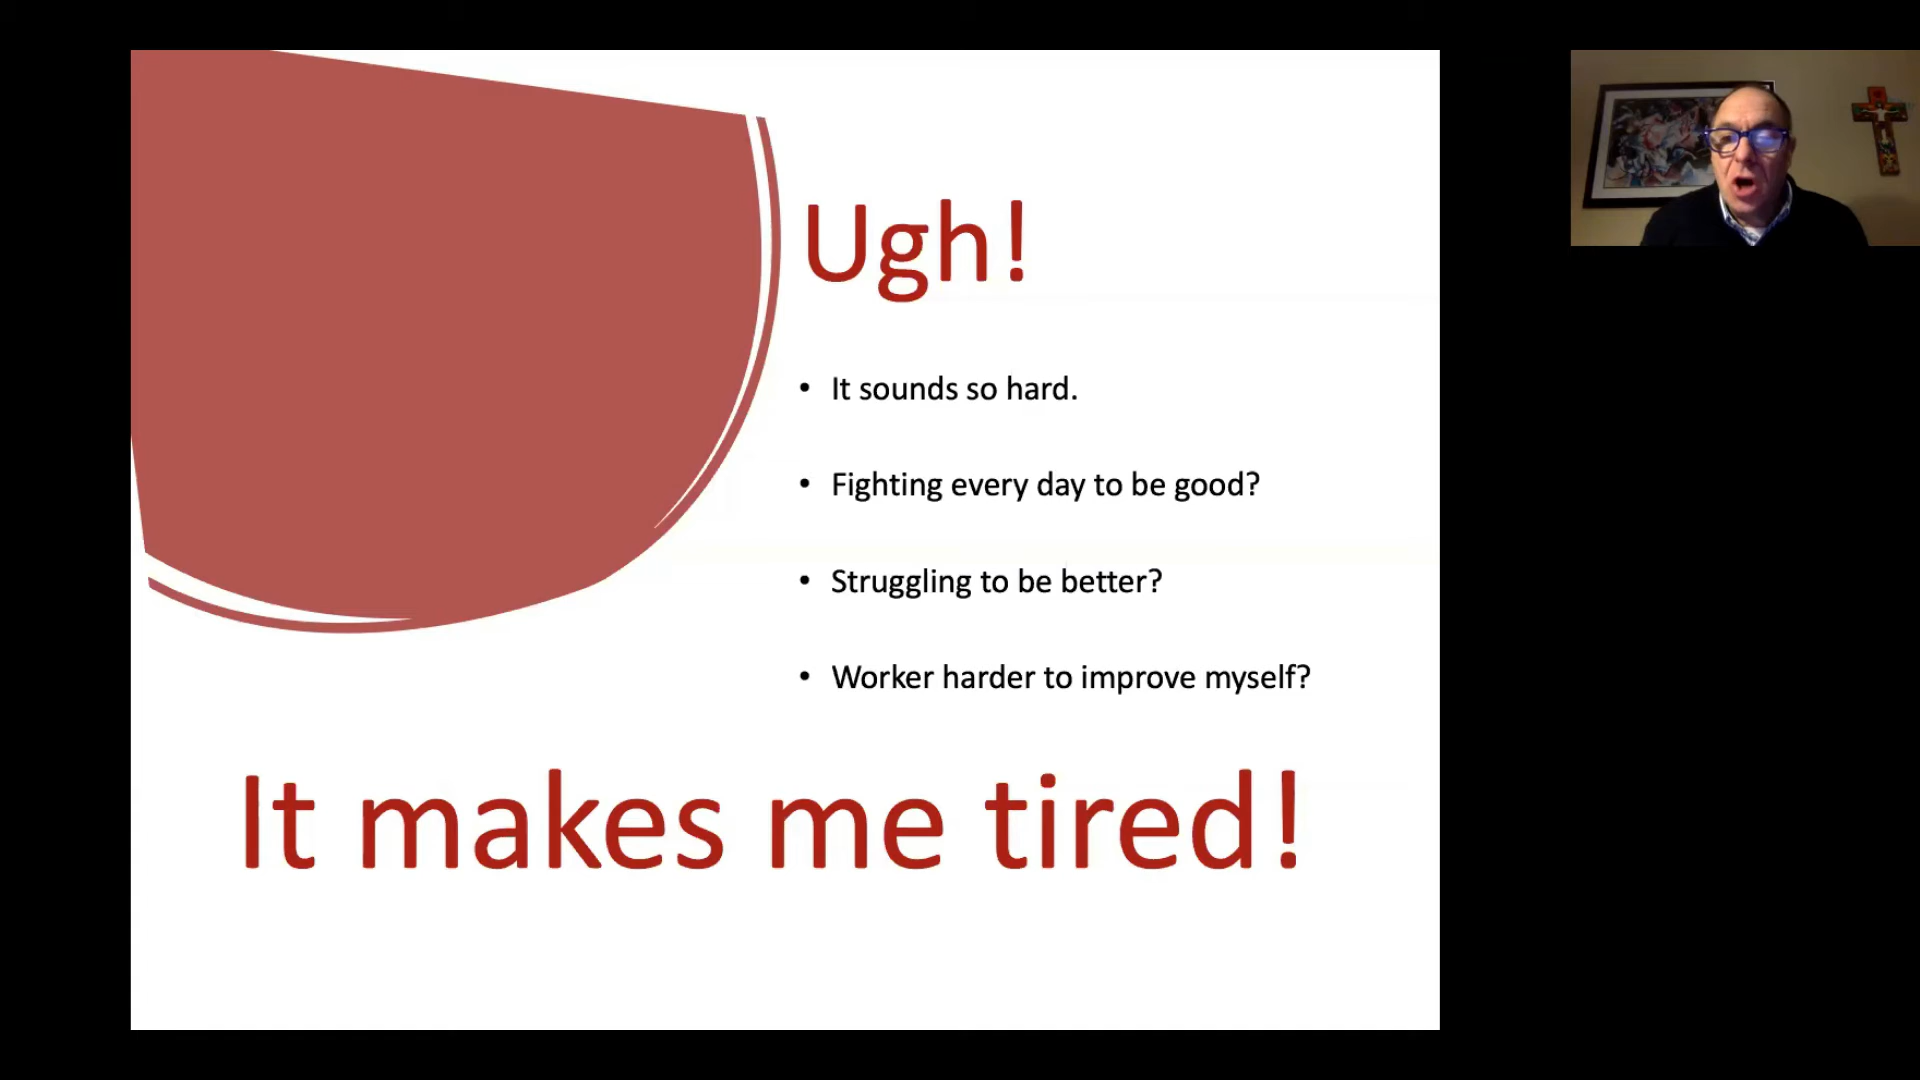 Ugh!
• It sounds so hard.
• Fighting every day to be good?
• Struggling to be better?
• Worker harder to improve myself?
It makes me tired!